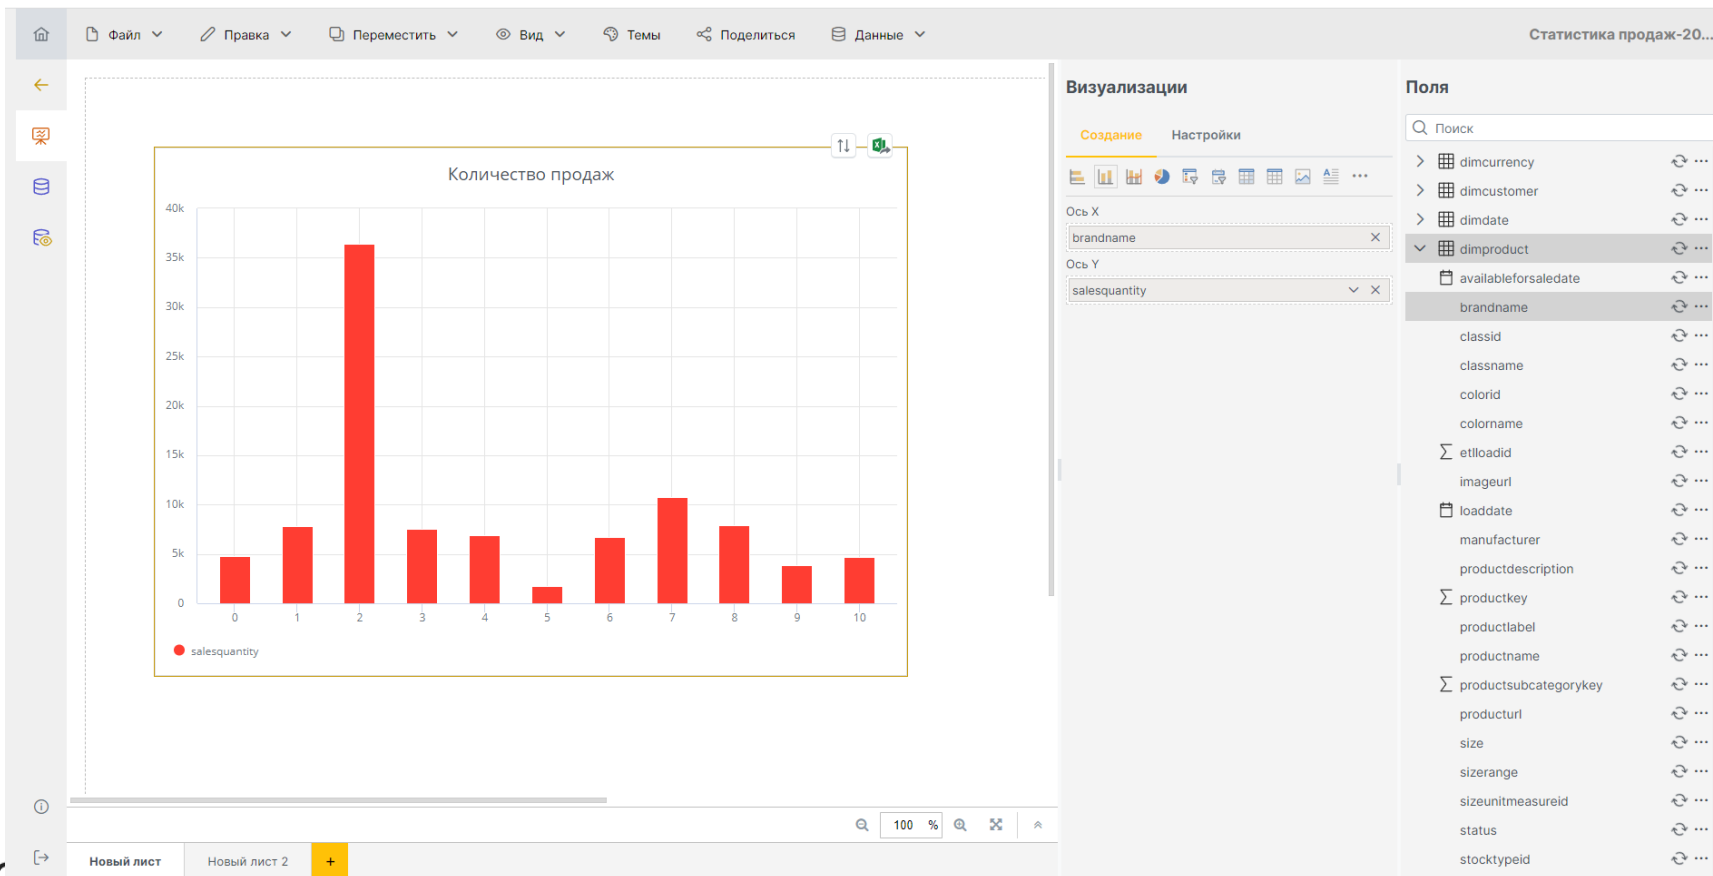 Файл
Правка
Переместить
Вид
Темы
Поделиться
Данные
Статистика продаж-20...
Количество продаж
40k
35k
30k
25k
20k
15k
10k
5k
0
0 1 2 3 4 5 6 7 8 9 10
salesquantity
100 %
Новый лист
Новый лист 2
+
Визуализации
Создание
Настройки
Ось X
brandname
Ось Y
salesquantity
Поля
Поиск
dimcurrency
dimcustomer
dimdate
dimproduct
availableforsaledate
brandname
classid
classname
colorid
colorname
etlloadid
imageurl
loaddate
manufacturer
productdescription
productkey
productlabel
productname
productsubcategorykey
producturl
size
sizerange
sizeunitmeasureid
status
stocktypeid